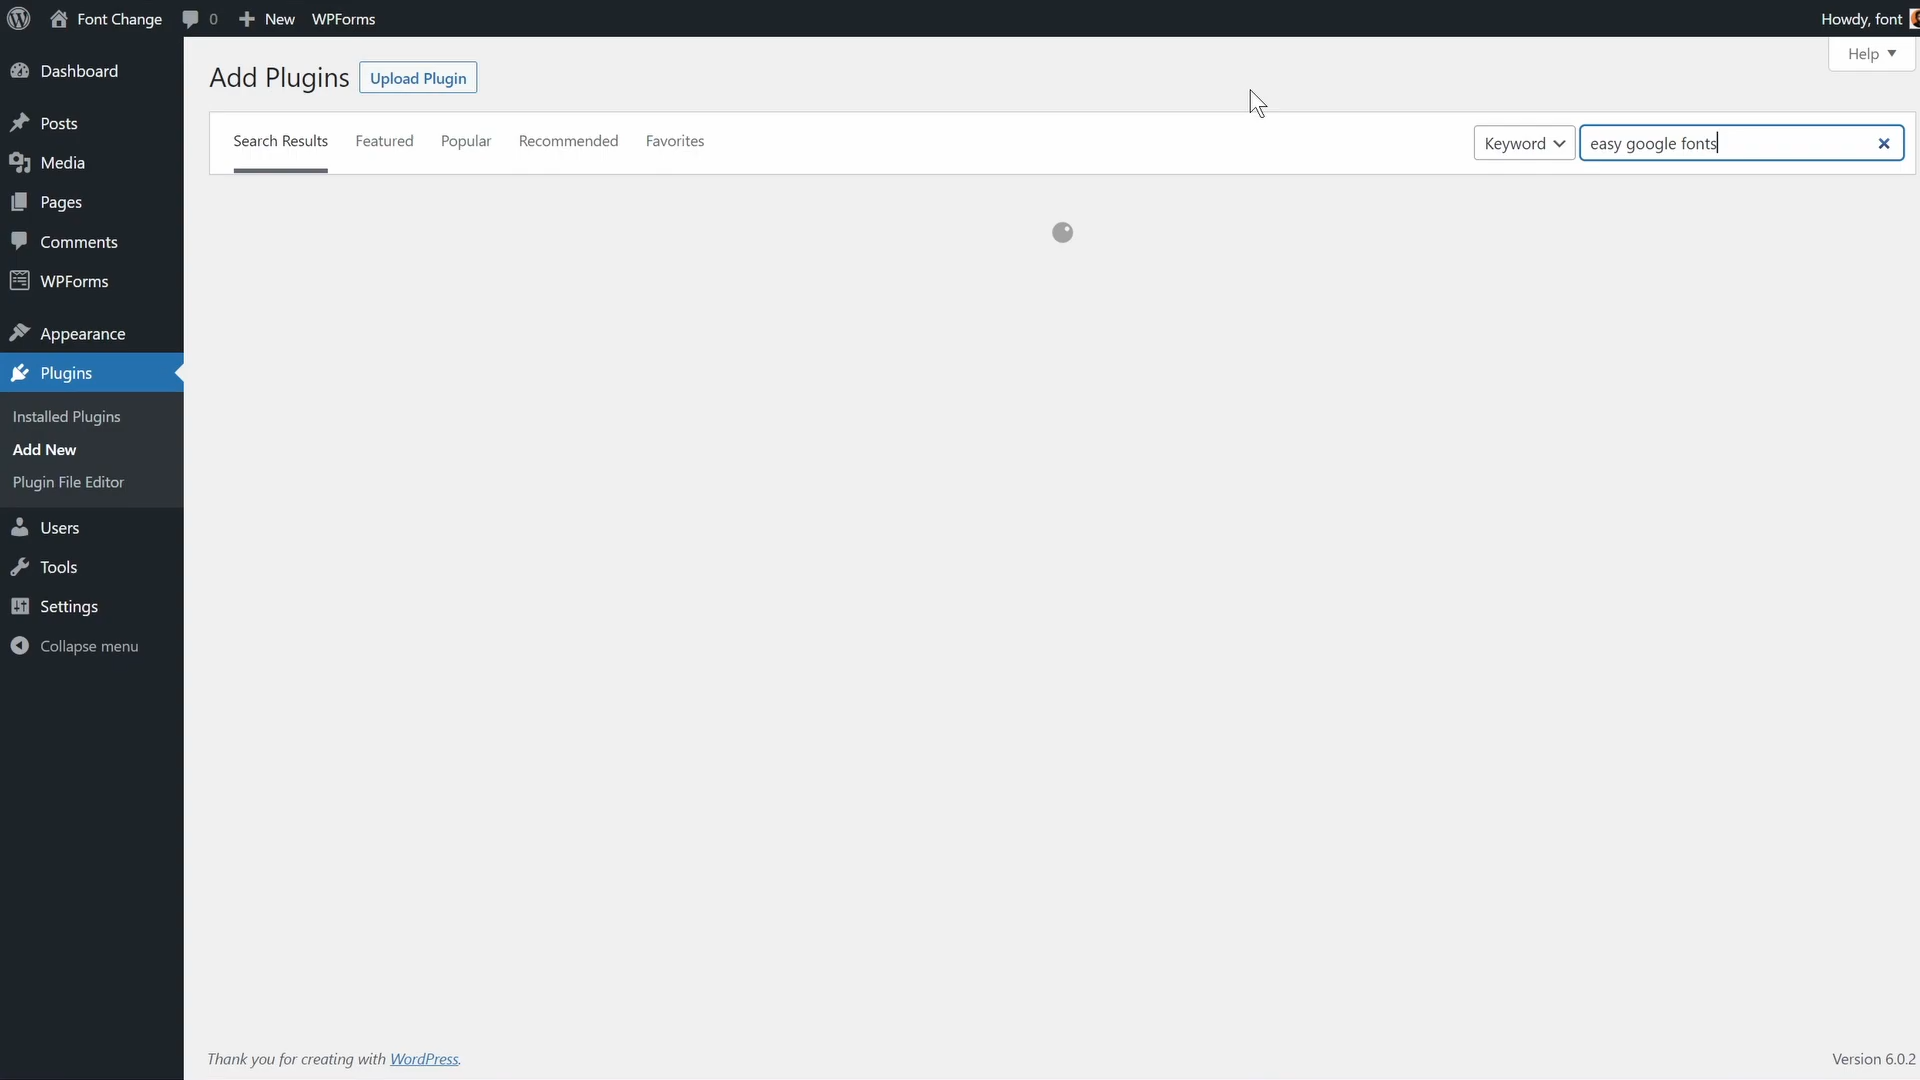 Font Change 0 New WPForms Howdy, font
Help
Dashboard
Posts
Media
Pages
Comments
WPForms
Appearance
Plugins
Installed Plugins
Add New
Plugin File Editor
Users
Tools
Settings
Collapse menu
Add Plugins Upload Plugin
Search Results Featured Popular Recommended Favorites Keyword easy google fonts
Thank you for creating with WordPress. Version 6.0.2